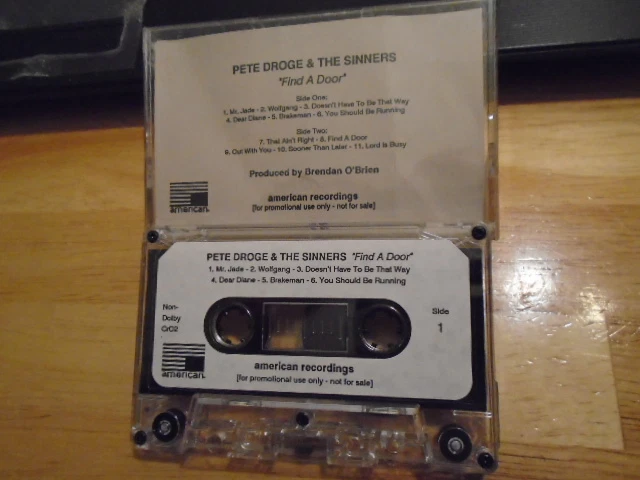 PETE DROGE & THE SINNERS
"Find A Door"
Side One:
1. Mr. Jade - 2. Wolfgang - 3. Doesn't Have To Be That Way
4. Dear Diane - 5. Brakeman - 6. You Should Be Running
Side Two:
7. That Ain't Right - 8. Find A Door
9. Out With You - 10. Sooner Than Later - 11. Lord Is Busy
Produced by Brendan O'Brien
american.
american recordings
[for promotional use only - not for sale]
PETE DROGE & THE SINNERS "Find A Door"
1. Mr. Jade - 2. Wolfgang - 3. Doesn't Have To Be That Way
4. Dear Diane - 5. Brakeman - 6. You Should Be Running
Non-
Dolby
CrO2
Side
1
american.
american recordings
[for promotional use only - not for sale]